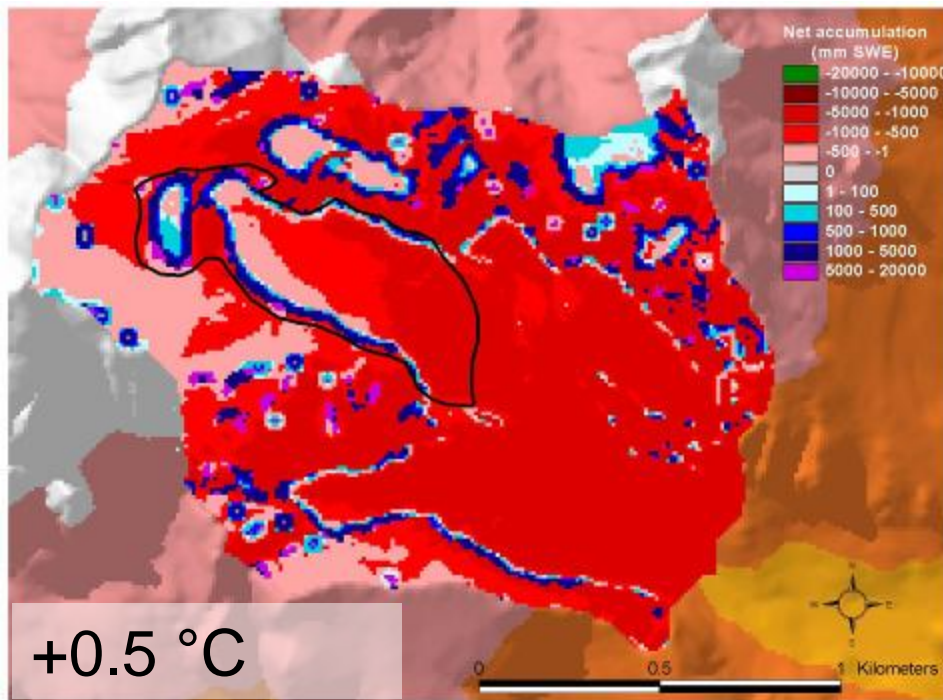 Net accumulation
(mm SWE)
-20000 - -10000
-10000 - -5000
-5000 - -1000
-1000 - -500
-500 - -1
0
1 - 100
100 - 500
500 - 1000
1000 - 5000
5000 - 20000
N
W E
S
+0.5 °C
0 0.5 1 Kilometers